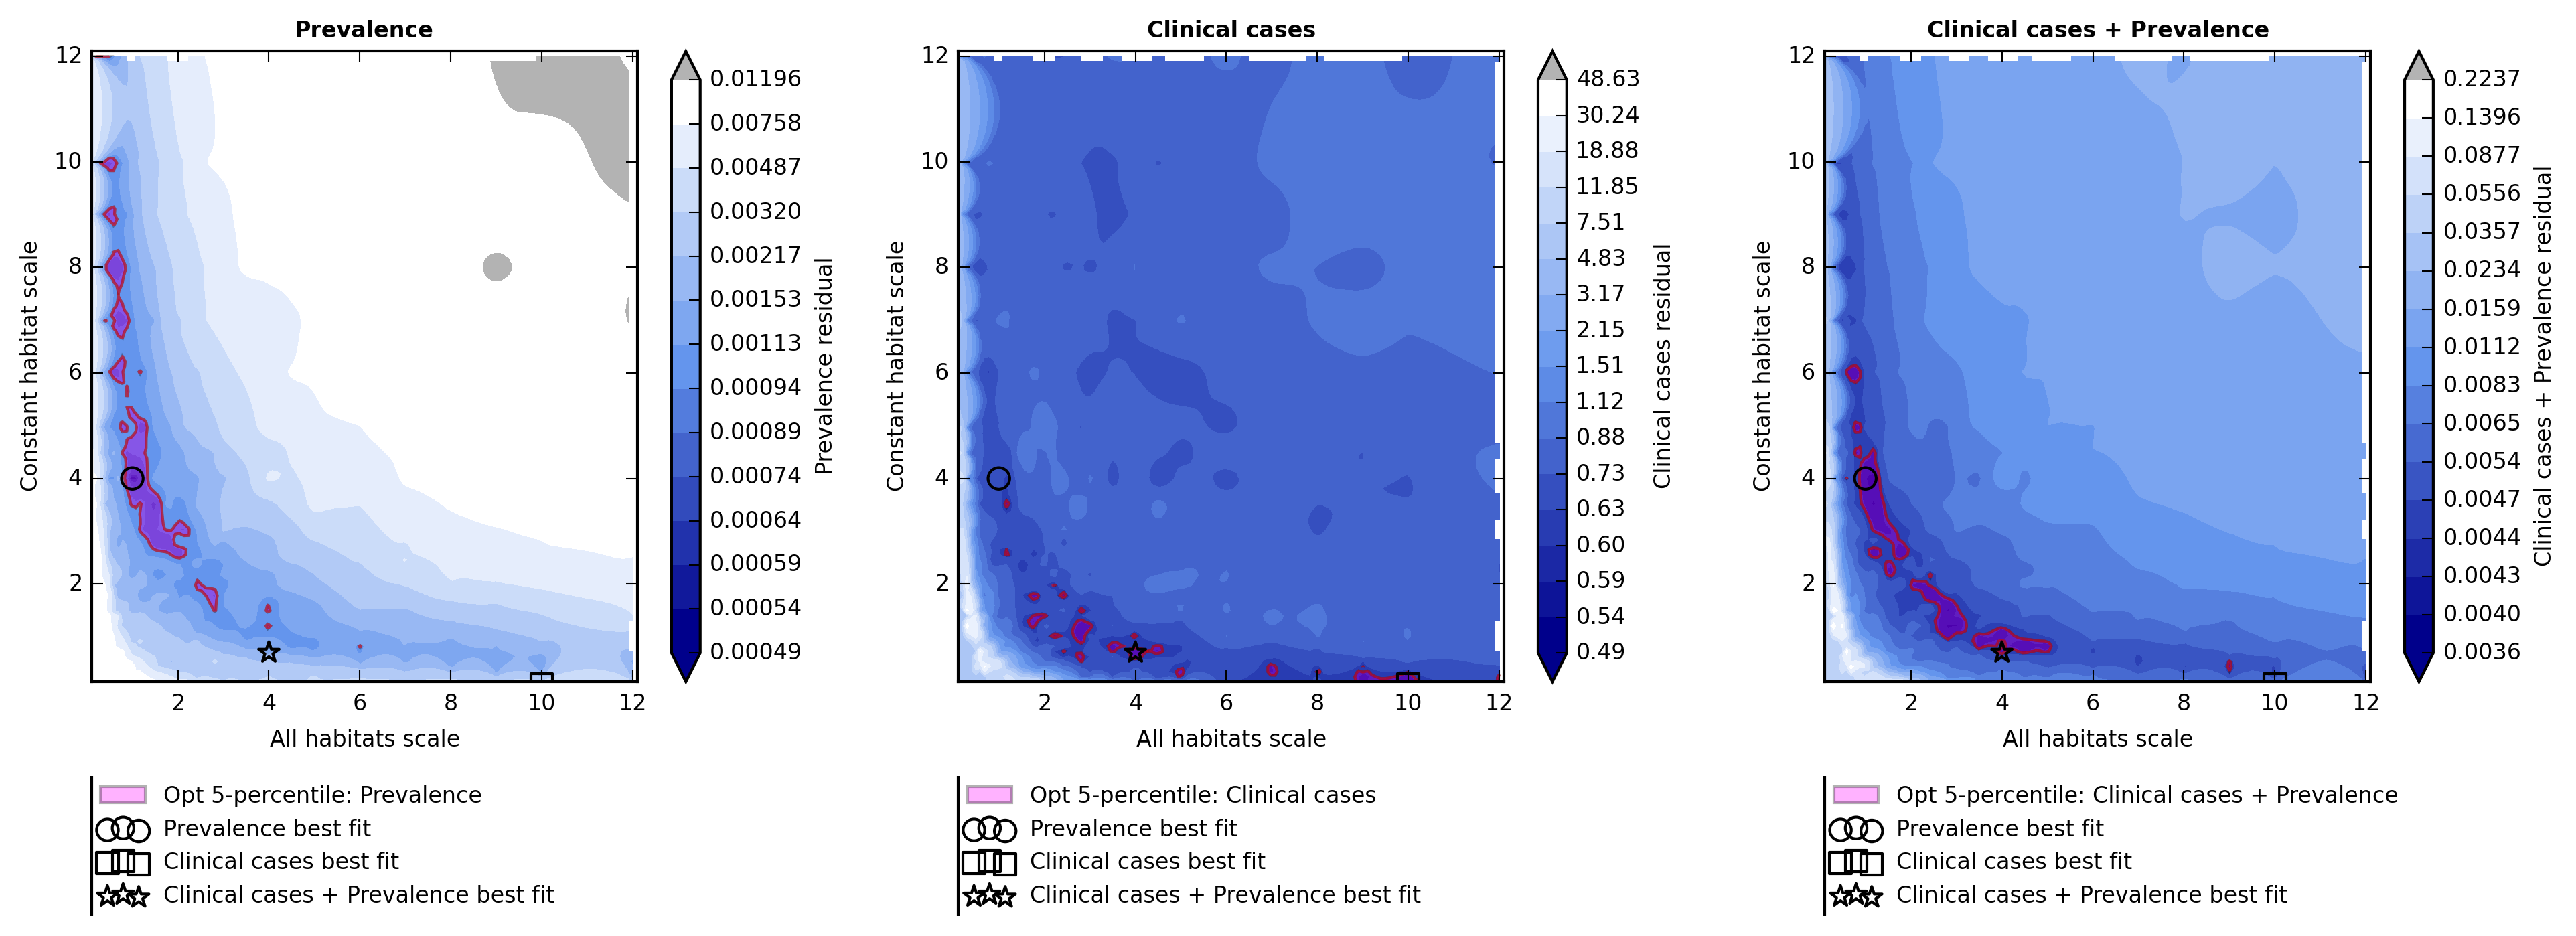 Prevalence
Clinical cases
Clinical cases + Prevalence
12
10
8
6
4
2
2 4 6 8 10 12
Constant habitat scale
All habitats scale
0.01196
0.00758
0.00487
0.00320
0.00217
0.00153
0.00113
0.00094
0.00089
0.00074
0.00064
0.00059
0.00054
0.00049
Prevalence residual
12
10
8
6
4
2
2 4 6 8 10 12
Constant habitat scale
All habitats scale
48.63
30.24
18.88
11.85
7.51
4.83
3.17
2.15
1.51
1.12
0.88
0.73
0.63
0.60
0.59
0.54
0.49
Clinical cases residual
12
10
8
6
4
2
2 4 6 8 10 12
Constant habitat scale
All habitats scale
0.2237
0.1396
0.0877
0.0556
0.0357
0.0234
0.0159
0.0112
0.0083
0.0065
0.0054
0.0047
0.0044
0.0043
0.0040
0.0036
Clinical cases + Prevalence residual
Opt 5-percentile: Prevalence
Prevalence best fit
Clinical cases best fit
Clinical cases + Prevalence best fit
Opt 5-percentile: Clinical cases
Prevalence best fit
Clinical cases best fit
Clinical cases + Prevalence best fit
Opt 5-percentile: Clinical cases + Prevalence
Prevalence best fit
Clinical cases best fit
Clinical cases + Prevalence best fit